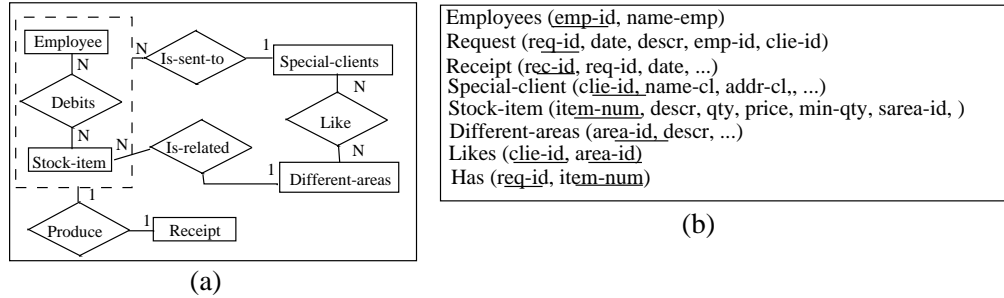 Employee
N
Debits
N
Stock-item
N
Is-sent-to
1
Special-clients
N
Like
N
Different-areas
N
Is-related
1
1
Produce
1
Receipt
(a)
Employees (emp-id, name-emp)
Request (req-id, date, descr, emp-id, clie-id)
Receipt (rec-id, req-id, date, ...)
Special-client (clie-id, name-cl, addr-cl,, ...)
Stock-item (item-num, descr, qty, price, min-qty, sarea-id, )
Different-areas (area-id, descr, ...)
Likes (clie-id, area-id)
Has (req-id, item-num)
(b)